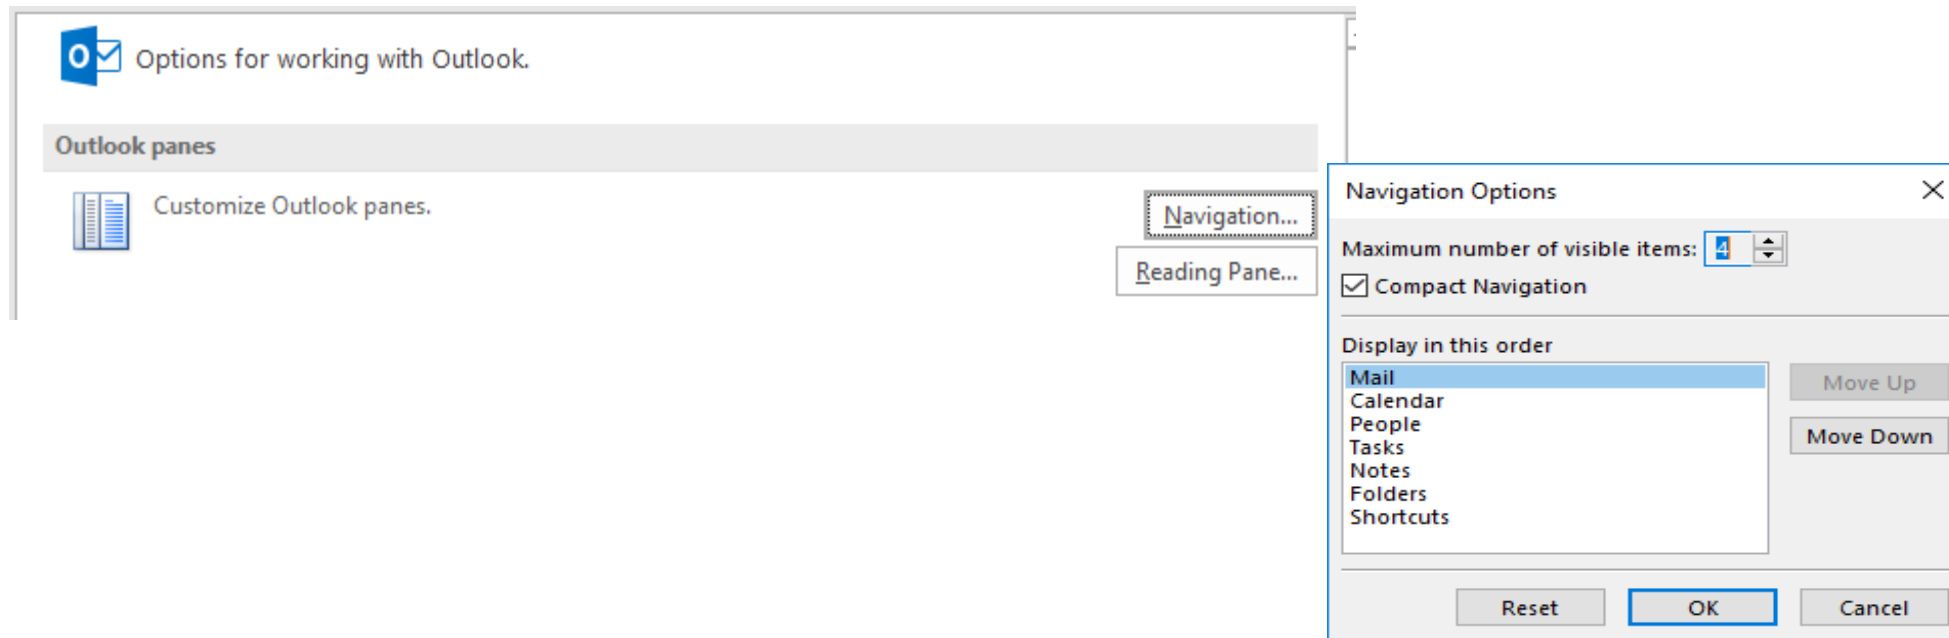 Options for working with Outlook.
Outlook panes
Customize Outlook panes.
Navigation...
Reading Pane...
Navigation Options
Maximum number of visible items: 4
Compact Navigation
Display in this order
Mail
Calendar
People
Tasks
Notes
Folders
Shortcuts
Move Up
Move Down
Reset OK Cancel